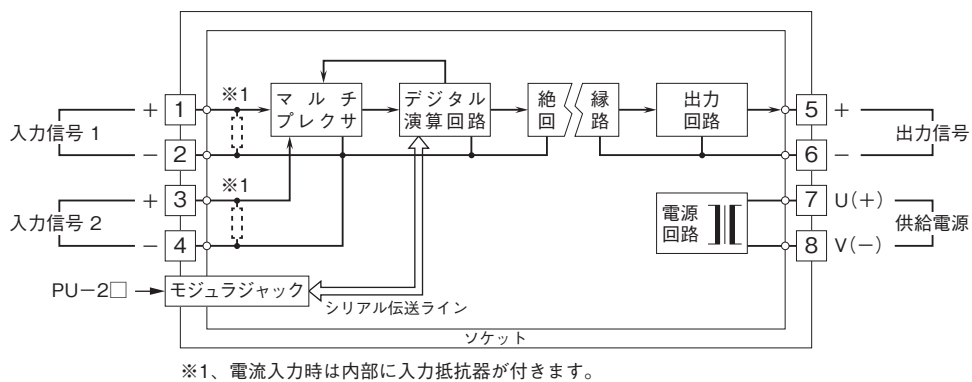 ※1
マルチ
プレクサ
デジタル
演算回路
絶
回
縁
路
出力
回路
入力信号 1
+ 1
− 2
※1
入力信号 2
+ 3
− 4
5 +
6 −
出力信号
電源
回路
7 U(+)
8 V(−)
供給電源
PU−2□
モジュラジャック
シリアル伝送ライン
ソケット
※1、電流入力時は内部に入力抵抗器が付きます。